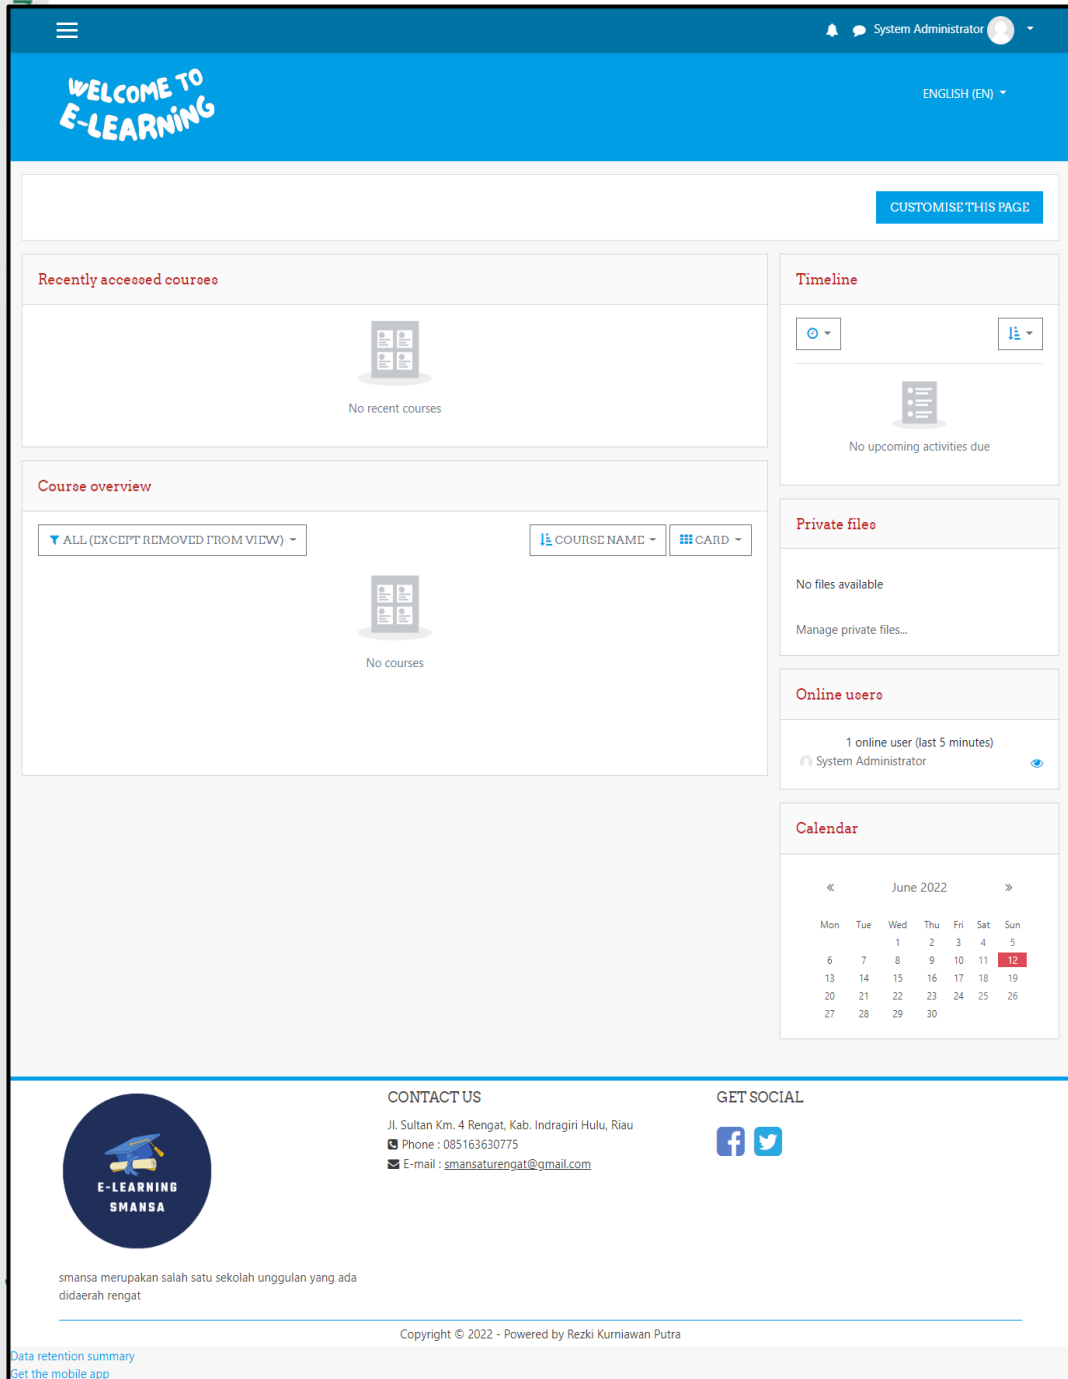 System Administrator
WELCOME TO
E-LEARNING
ENGLISH (EN)
CUSTOMISE THIS PAGE
Recently accessed courses
No recent courses
Course overview
ALL (EXCEPT REMOVED FROM VIEW)
COURSE NAME
CARD
No courses
Timeline
No upcoming activities due
Private files
No files available
Manage private files...
Online users
1 online user (last 5 minutes)
System Administrator
Calendar
« June 2022 »
Mon Tue Wed Thu Fri Sat Sun
1 2 3 4 5
6 7 8 9 10 11 12
13 14 15 16 17 18 19
20 21 22 23 24 25 26
27 28 29 30
E-LEARNING
SMANSA
smansa merupakan salah satu sekolah unggulan yang ada
didaerah rengat
CONTACT US
Jl. Sultan Km. 4 Rengat, Kab. Indragiri Hulu, Riau
Phone : 085163630775
E-mail : smansaturengat@gmail.com
GET SOCIAL
Copyright © 2022 - Powered by Rezki Kurniawan Putra
Data retention summary
Get the mobile app